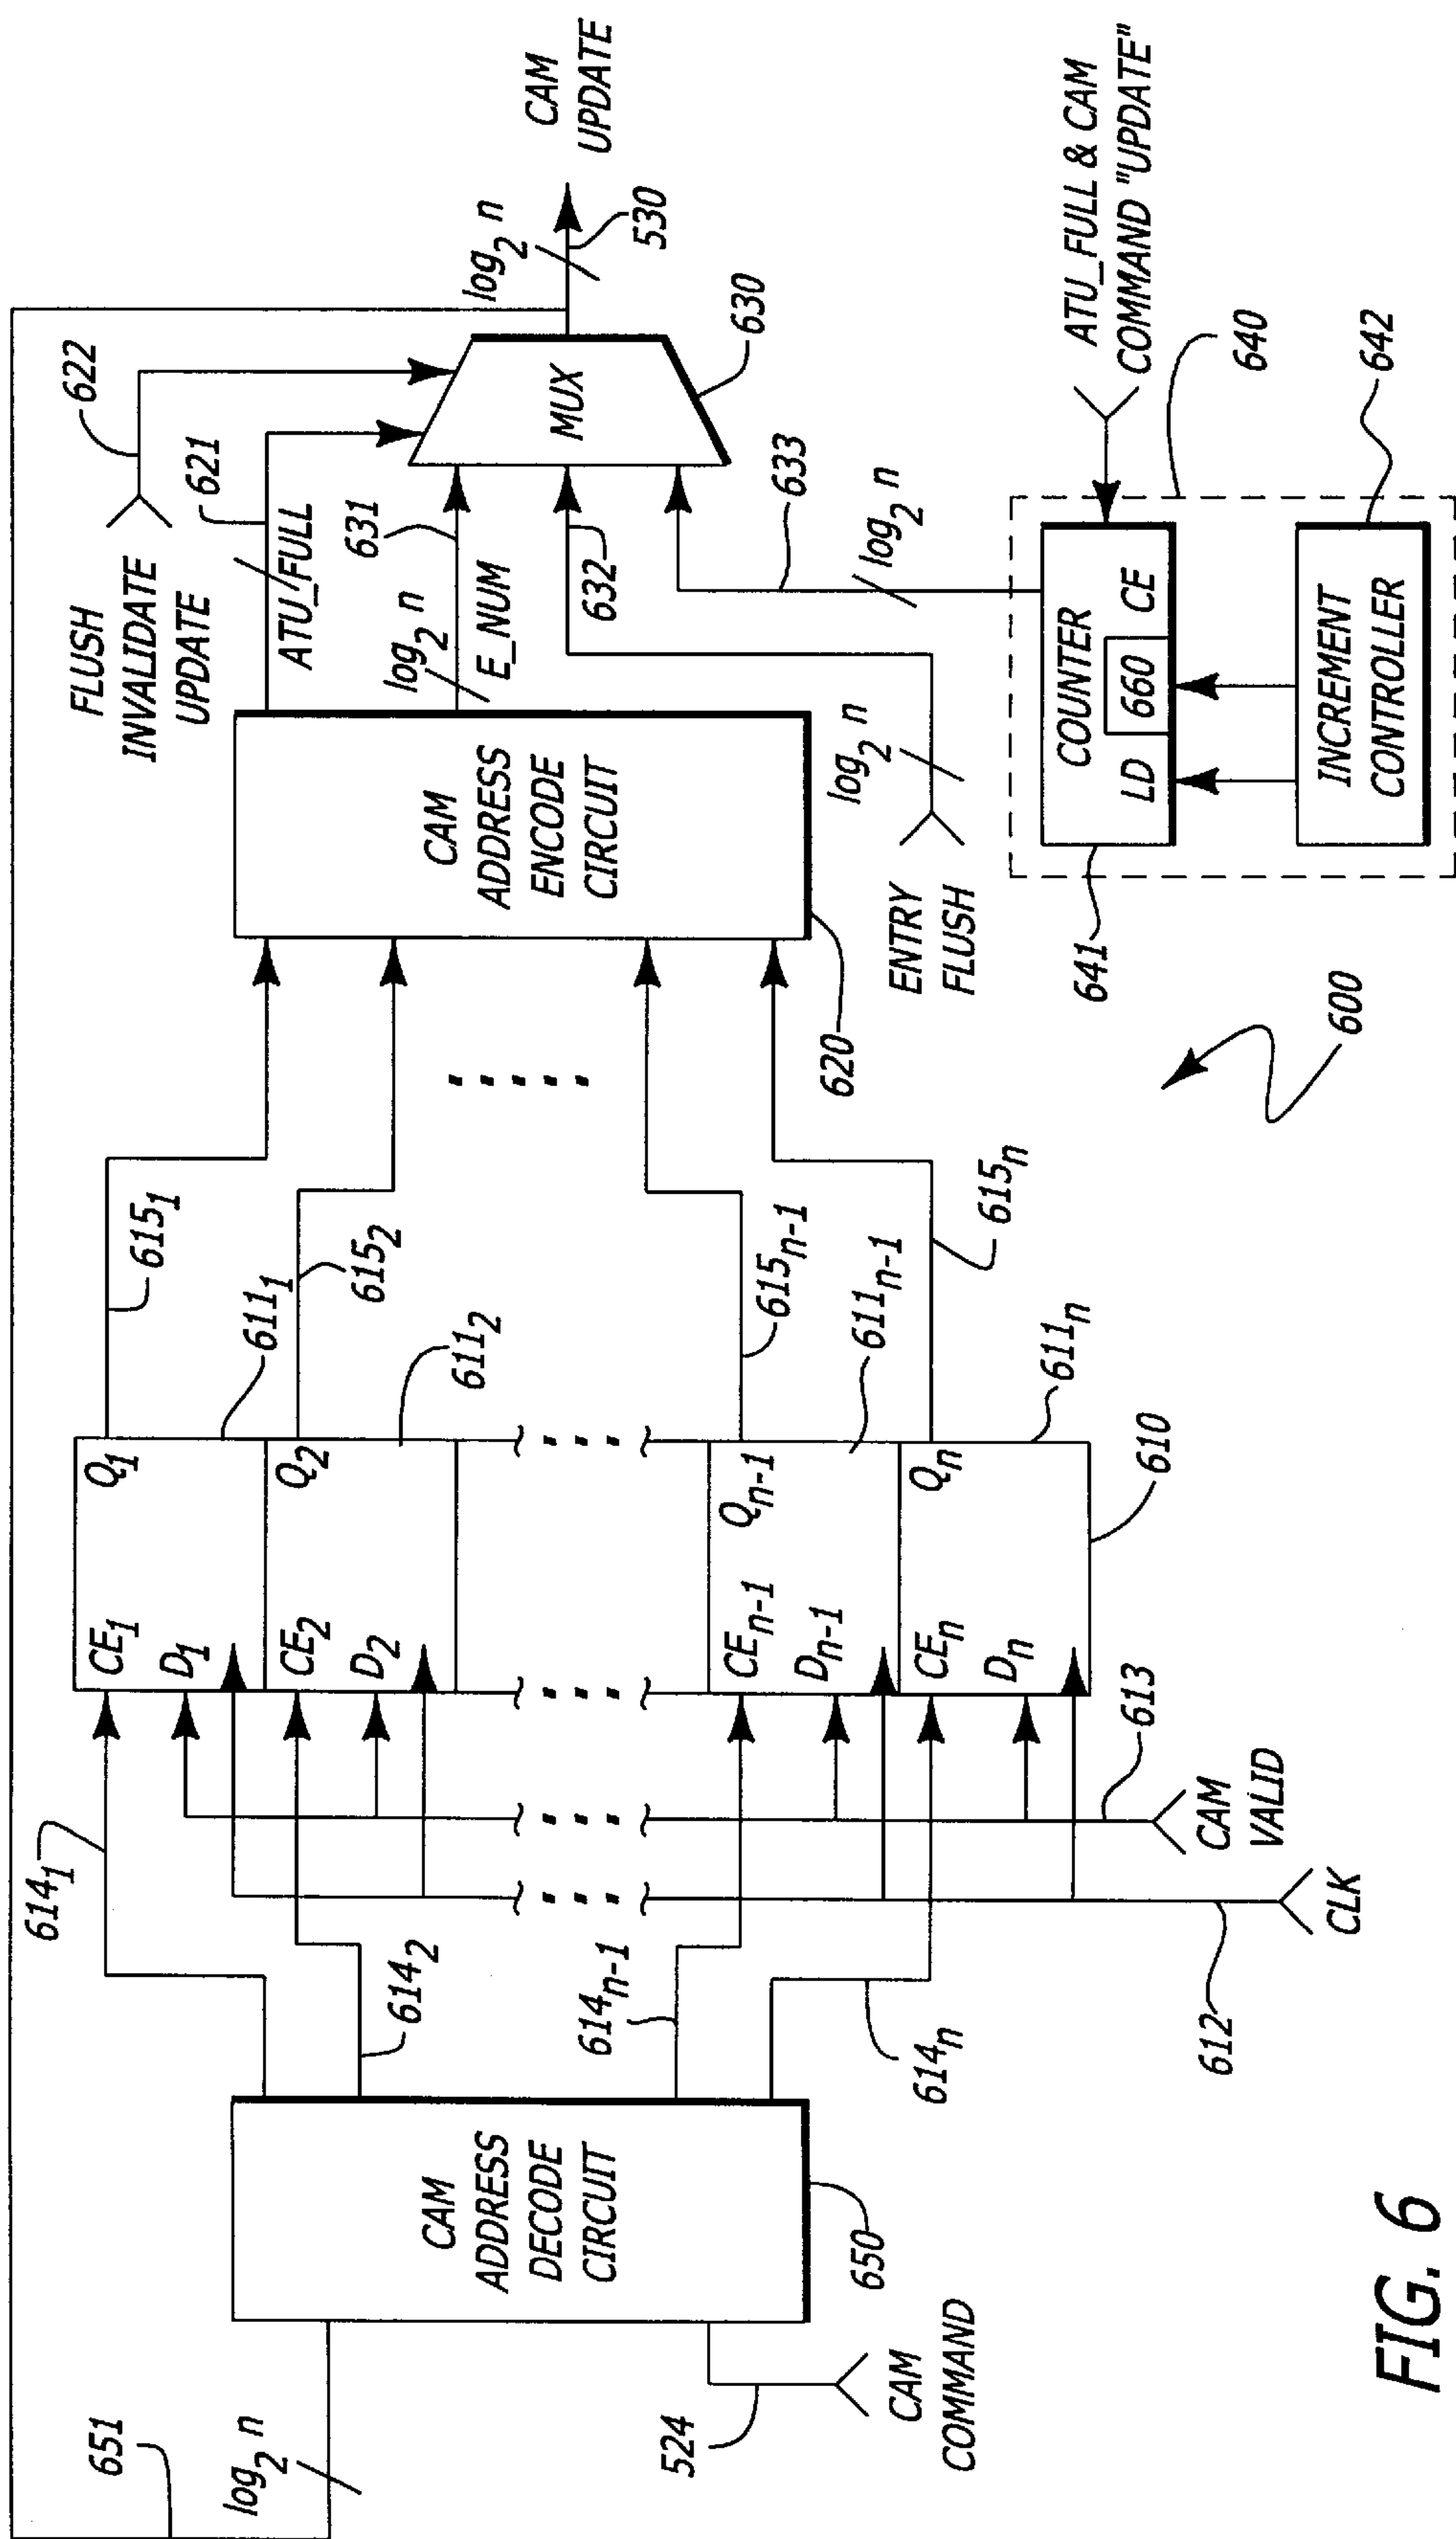 651
log₂ n
524
CAM
COMMAND
CAM
ADDRESS
DECODE
CIRCUIT
650
614₁
614₂
614ₙ₋₁
614ₙ
612
CLK
613
CAM
VALID
CE₁
D₁
Q₁
CE₂
D₂
Q₂
CEₙ₋₁
Dₙ₋₁
Qₙ₋₁
CEₙ
Dₙ
Qₙ
610
611₁
611₂
611ₙ₋₁
611ₙ
615₁
615₂
615ₙ₋₁
615ₙ
CAM
ADDRESS
ENCODE
CIRCUIT
620
FLUSH
INVALIDATE
UPDATE
622
621
ATU_FULL
631
log₂ n
E_NUM
632
ENTRY
FLUSH
log₂ n
633
log₂ n
MUX
630
log₂ n
530
CAM
UPDATE
ATU_FULL & CAM
COMMAND "UPDATE"
640
COUNTER
LD
660
CE
641
INCREMENT
CONTROLLER
642
600
FIG. 6